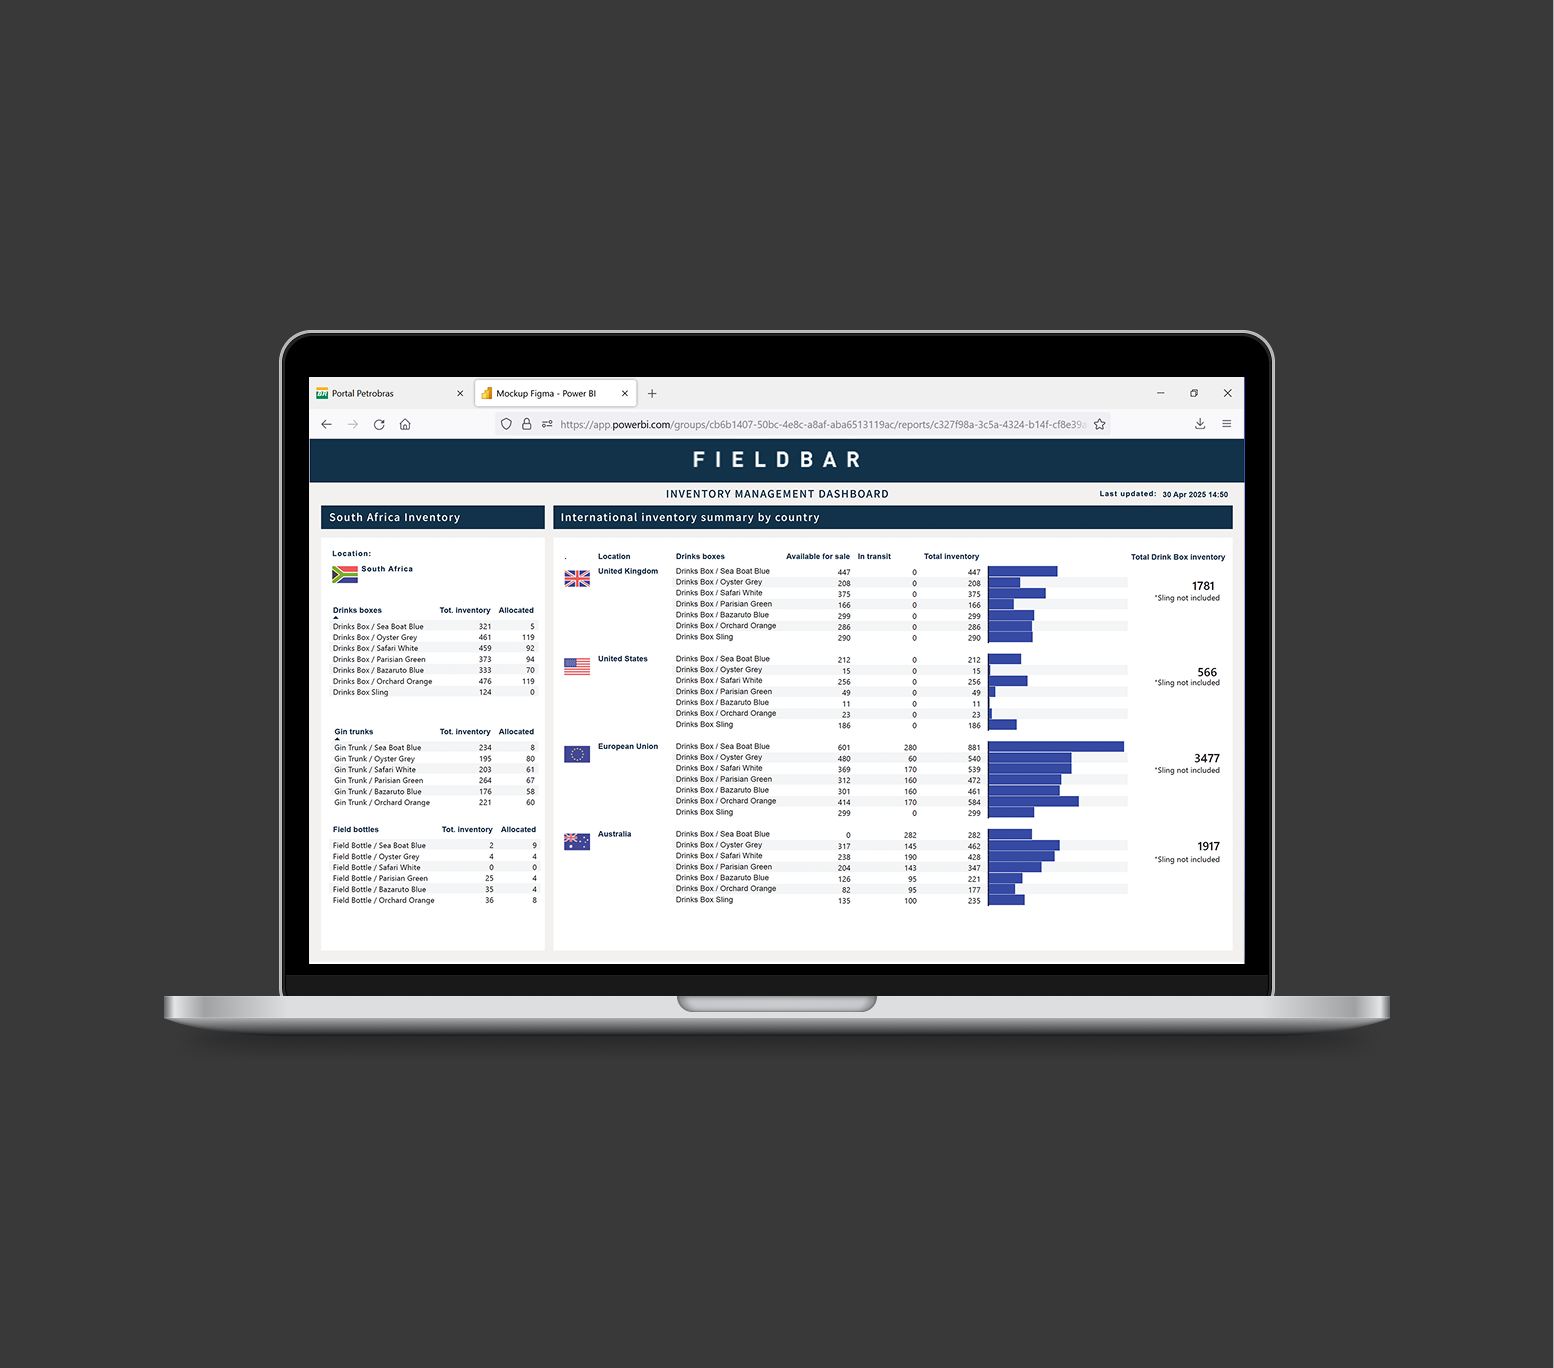 Portal Petrobras
Mockup Figma - Power BI
https://app.powerbi.com/groups/cb6b1407-50bc-4e8c-a8af-aba6513119ac/reports/c327f98a-3c5a-4324-b14f-cf8e39a
FIELDBAR
INVENTORY MANAGEMENT DASHBOARD
Last updated: 30 Apr 2025 14:50
South Africa Inventory
Location:
South Africa
Drinks boxes Tot. inventory Allocated
Drinks Box / Sea Boat Blue 321 5
Drinks Box / Oyster Grey 461 119
Drinks Box / Safari White 459 92
Drinks Box / Parisian Green 373 94
Drinks Box / Bazaruto Blue 333 70
Drinks Box / Orchard Orange 476 119
Drinks Box Sling 124 0
Gin trunks Tot. inventory Allocated
Gin Trunk / Sea Boat Blue 234 8
Gin Trunk / Oyster Grey 195 80
Gin Trunk / Safari White 203 61
Gin Trunk / Parisian Green 264 67
Gin Trunk / Bazaruto Blue 176 58
Gin Trunk / Orchard Orange 221 60
Field bottles Tot. inventory Allocated
Field Bottle / Sea Boat Blue 2 9
Field Bottle / Oyster Grey 4 4
Field Bottle / Safari White 0 0
Field Bottle / Parisian Green 25 4
Field Bottle / Bazaruto Blue 35 4
Field Bottle / Orchard Orange 36 8
International inventory summary by country
. Location Drinks boxes Available for sale In transit Total inventory Total Drink Box inventory
United Kingdom Drinks Box / Sea Boat Blue 447 0 447
Drinks Box / Oyster Grey 208 0 208
Drinks Box / Safari White 375 0 375
Drinks Box / Parisian Green 166 0 166
Drinks Box / Bazaruto Blue 299 0 299
Drinks Box / Orchard Orange 286 0 286
Drinks Box Sling 290 0 290
1781
*Sling not included
United States Drinks Box / Sea Boat Blue 212 0 212
Drinks Box / Oyster Grey 15 0 15
Drinks Box / Safari White 256 0 256
Drinks Box / Parisian Green 49 0 49
Drinks Box / Bazaruto Blue 11 0 11
Drinks Box / Orchard Orange 23 0 23
Drinks Box Sling 186 0 186
566
*Sling not included
European Union Drinks Box / Sea Boat Blue 601 280 881
Drinks Box / Oyster Grey 480 60 540
Drinks Box / Safari White 369 170 539
Drinks Box / Parisian Green 312 160 472
Drinks Box / Bazaruto Blue 301 160 461
Drinks Box / Orchard Orange 414 170 584
Drinks Box Sling 299 0 299
3477
*Sling not included
Australia Drinks Box / Sea Boat Blue 0 282 282
Drinks Box / Oyster Grey 317 145 462
Drinks Box / Safari White 238 190 428
Drinks Box / Parisian Green 204 143 347
Drinks Box / Bazaruto Blue 126 95 221
Drinks Box / Orchard Orange 82 95 177
Drinks Box Sling 135 100 235
1917
*Sling not included